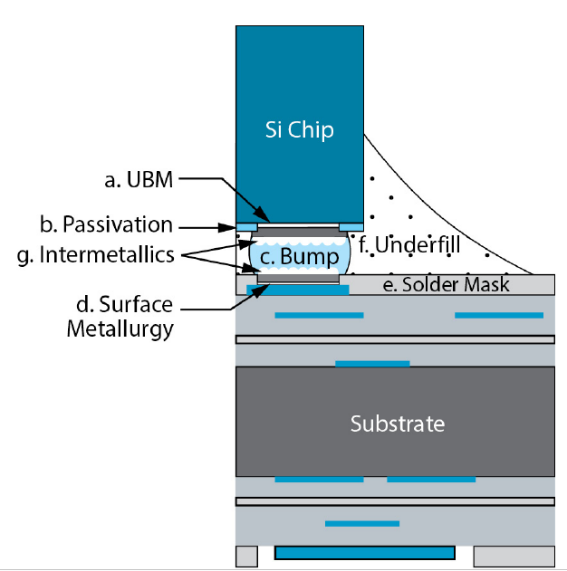 Si Chip
a. UBM
b. Passivation
g. Intermetallics
c. Bump
f. Underfill
e. Solder Mask
d. Surface
Metallurgy
Substrate